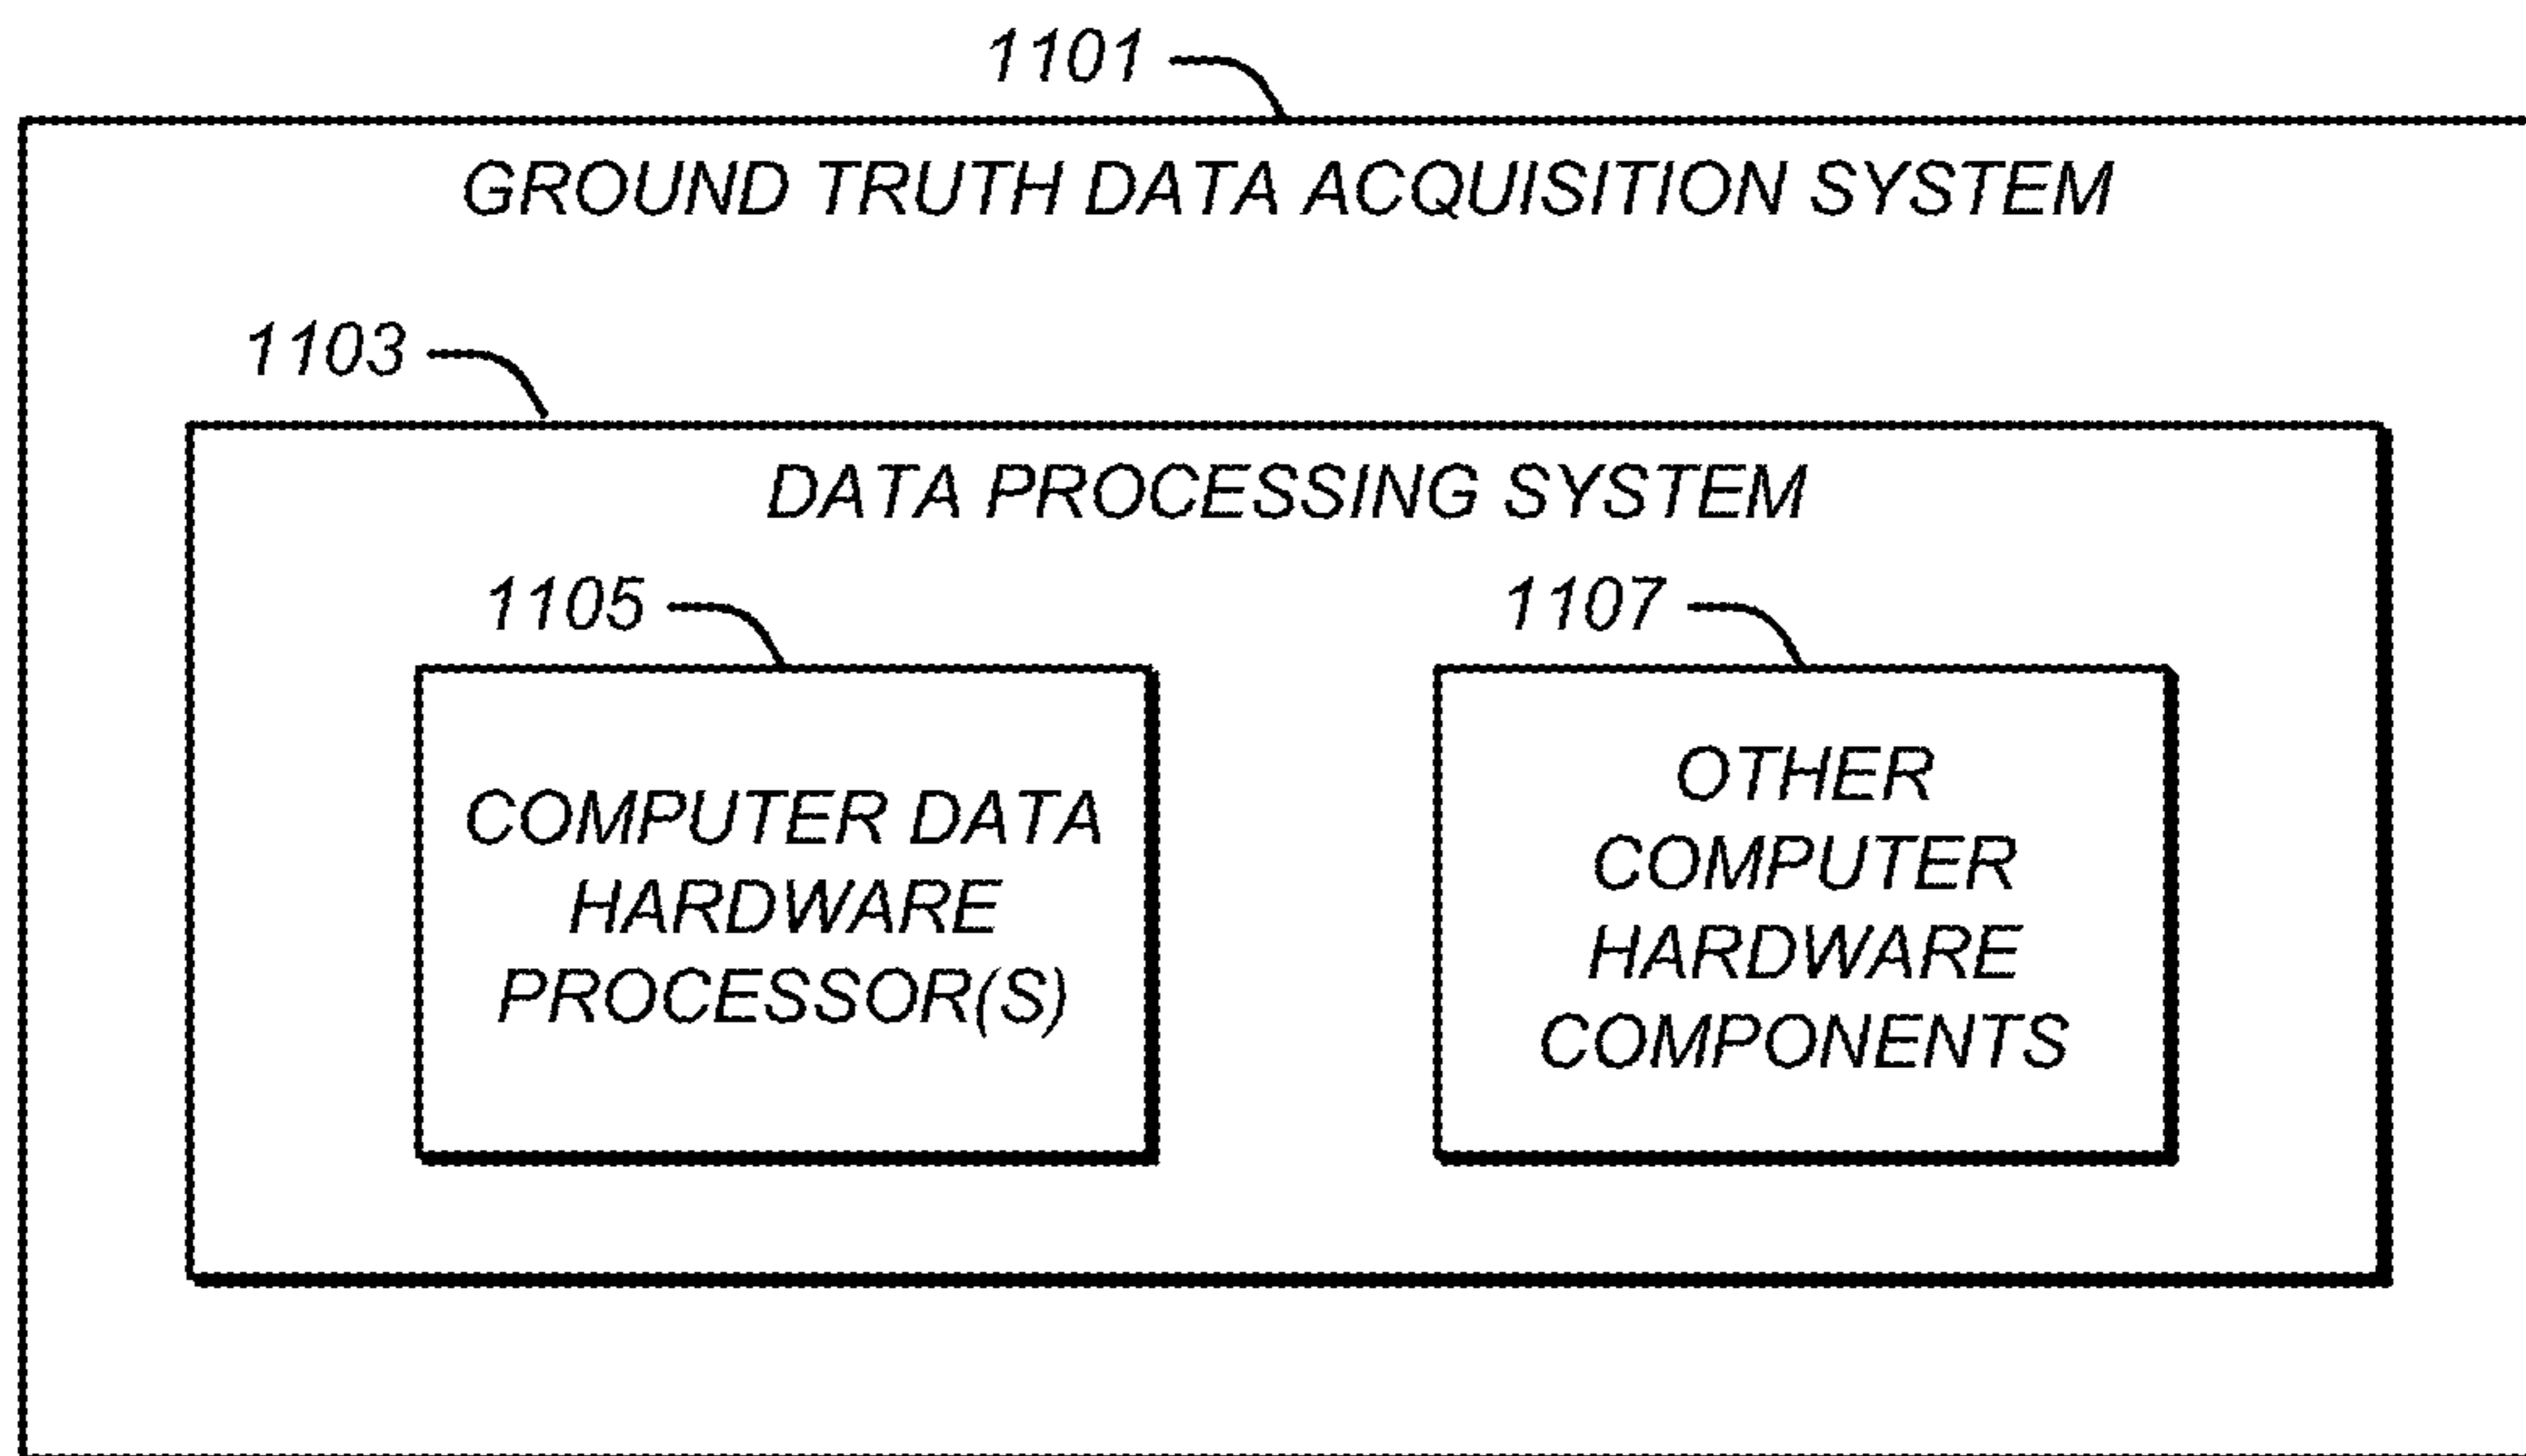 1101
GROUND TRUTH DATA ACQUISITION SYSTEM
1103
DATA PROCESSING SYSTEM
1105
COMPUTER DATA
HARDWARE
PROCESSOR(S)
1107
OTHER
COMPUTER
HARDWARE
COMPONENTS